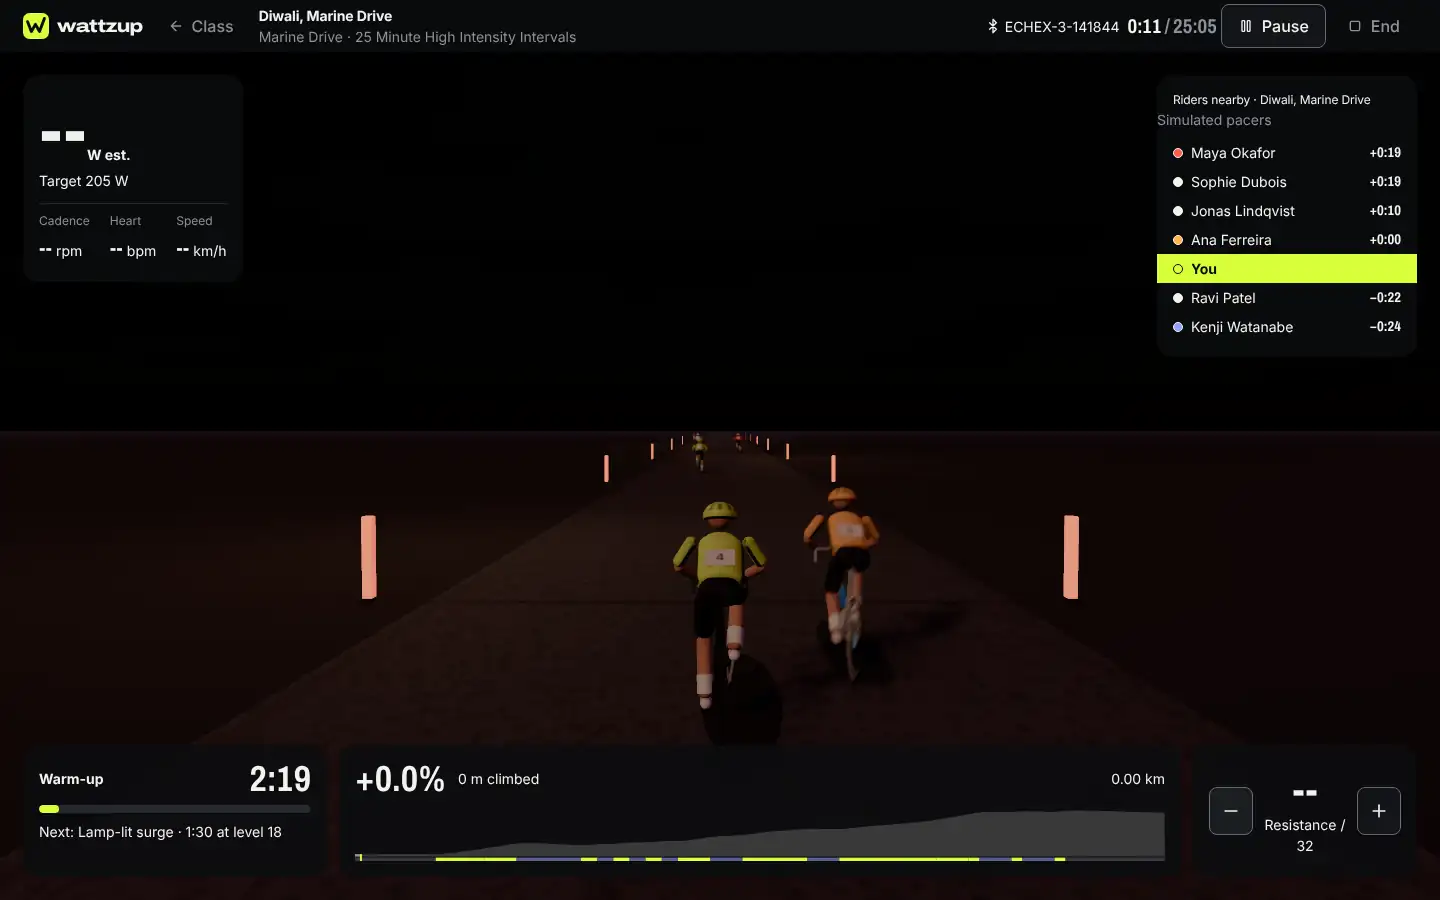 wattzup
← Class
Diwali, Marine Drive
Marine Drive · 25 Minute High Intensity Intervals
ECHEX-3-141844
0:11 / 25:05
Pause
End
-- W est.
Target 205 W
Cadence Heart Speed
-- rpm -- bpm -- km/h
Riders nearby · Diwali, Marine Drive
Simulated pacers
Maya Okafor +0:19
Sophie Dubois +0:19
Jonas Lindqvist +0:10
Ana Ferreira +0:00
You
Ravi Patel −0:22
Kenji Watanabe −0:24
4
Warm-up 2:19
Next: Lamp-lit surge · 1:30 at level 18
+0.0% 0 m climbed 0.00 km
− -- +
Resistance /
32